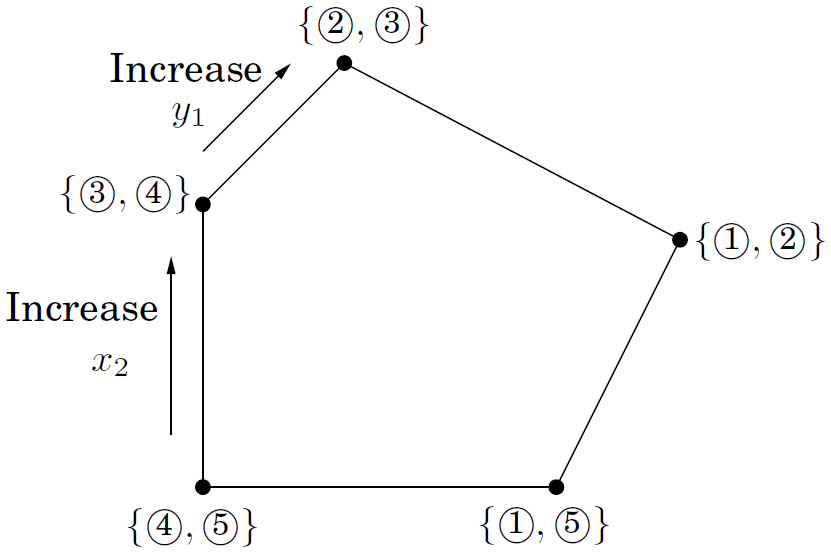 {②, ③}
Increase
y₁
{③, ④}
{①, ②}
Increase
x₂
{④, ⑤}
{①, ⑤}